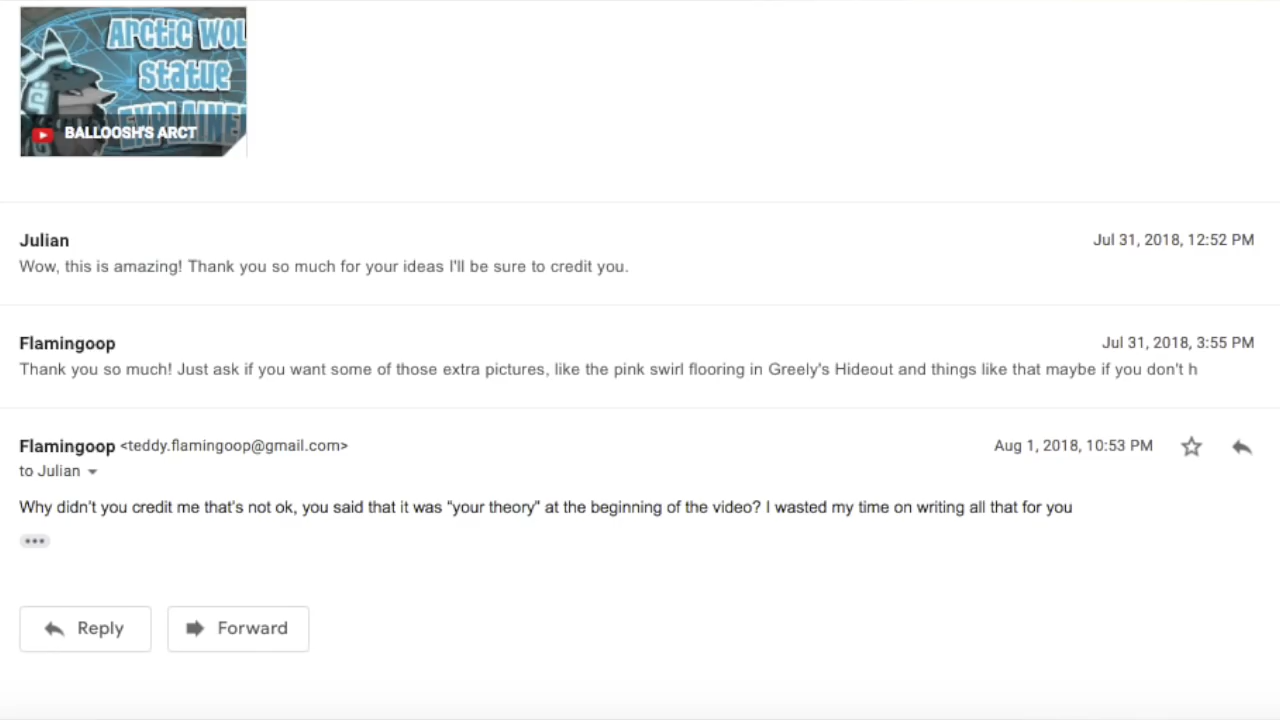 Arctic Wol
Statue
EXPLAINE
BALLOOSH'S ARCT
Julian
Jul 31, 2018, 12:52 PM
Wow, this is amazing! Thank you so much for your ideas I'll be sure to credit you.
Flamingoop
Jul 31, 2018, 3:55 PM
Thank you so much! Just ask if you want some of those extra pictures, like the pink swirl flooring in Greely's Hideout and things like that maybe if you don't h
Flamingoop <teddy.flamingoop@gmail.com>
Aug 1, 2018, 10:53 PM
to Julian
Why didn't you credit me that's not ok, you said that it was "your theory" at the beginning of the video? I wasted my time on writing all that for you
Reply
Forward